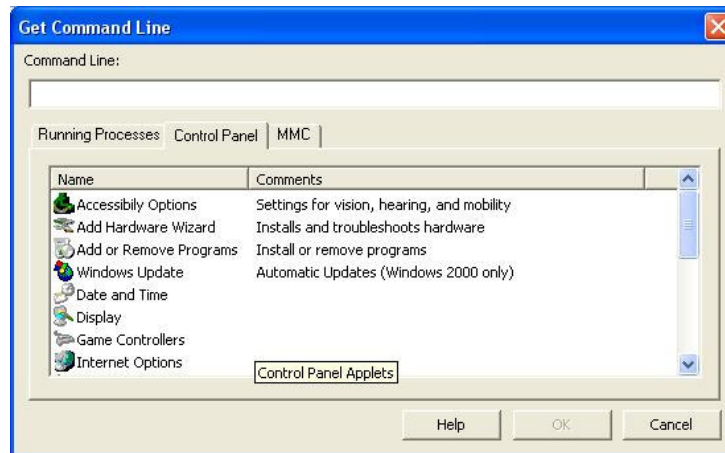 Get Command Line
Command Line:
Running Processes Control Panel MMC
Name Comments
Accessibily Options Settings for vision, hearing, and mobility
Add Hardware Wizard Installs and troubleshoots hardware
Add or Remove Programs Install or remove programs
Windows Update Automatic Updates (Windows 2000 only)
Date and Time
Display
Game Controllers
Internet Options
Control Panel Applets
Help OK Cancel